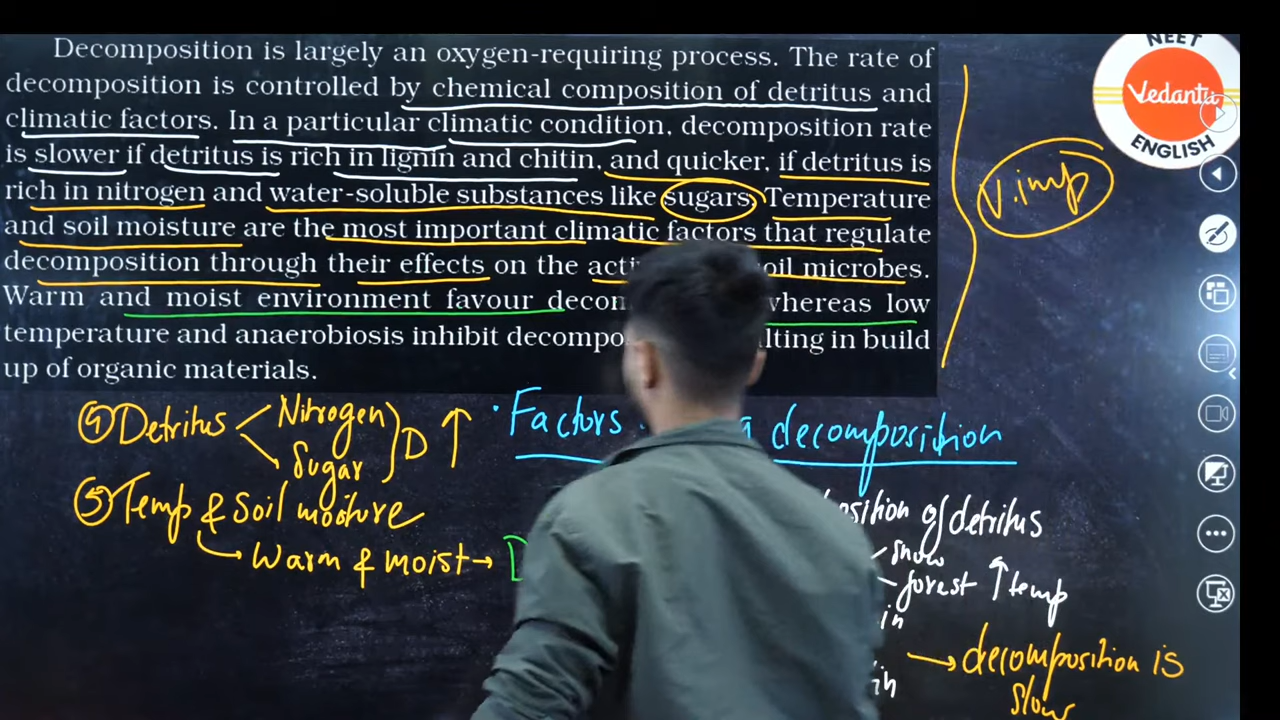 Decomposition is largely an oxygen-requiring process. The rate of
decomposition is controlled by chemical composition of detritus and
climatic factors. In a particular climatic condition, decomposition rate
is slower if detritus is rich in lignin and chitin, and quicker, if detritus is
rich in nitrogen and water-soluble substances like sugars. Temperature
and soil moisture are the most important climatic factors that regulate
decomposition through their effects on the acti oil microbes.
Warm and moist environment favour decom whereas low
temperature and anaerobiosis inhibit decompo lting in build
up of organic materials.
NEET
Vedantu
ENGLISH
V.imp
④ Detritus Nitrogen
Sugar D ↑
⑤ Temp & Soil moisture
Warm & moist → D
Factors decomposition
position of detritus
snow
forest ↑ temp
in
→ decomposition is
slow
in